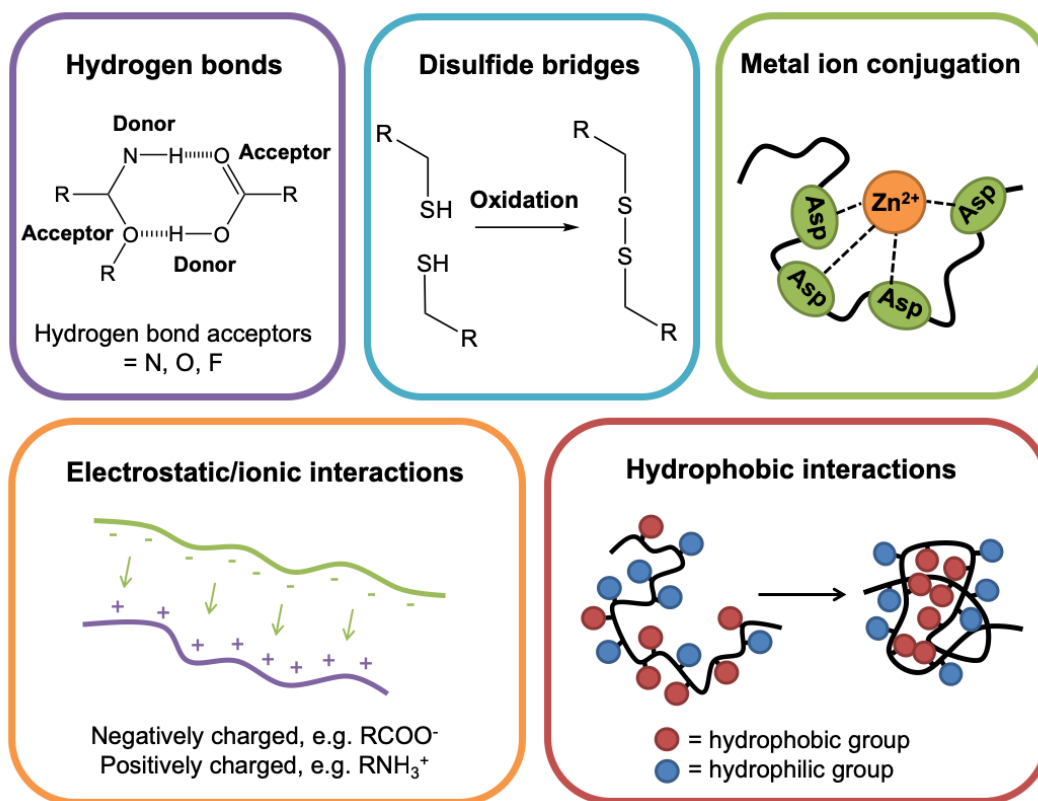 Hydrogen bonds
Donor
N
H
O
Acceptor
R
R
Acceptor
O
H
O
R
Donor
Hydrogen bond acceptors
= N, O, F
Disulfide bridges
R
SH
Oxidation
SH
R
R
S
S
R
Metal ion conjugation
Zn²⁺
Asp
Asp
Asp
Asp
Electrostatic/ionic interactions
- - - - - - - -
+ + + + + + + +
Negatively charged, e.g. RCOO⁻
Positively charged, e.g. RNH₃⁺
Hydrophobic interactions
= hydrophobic group
= hydrophilic group